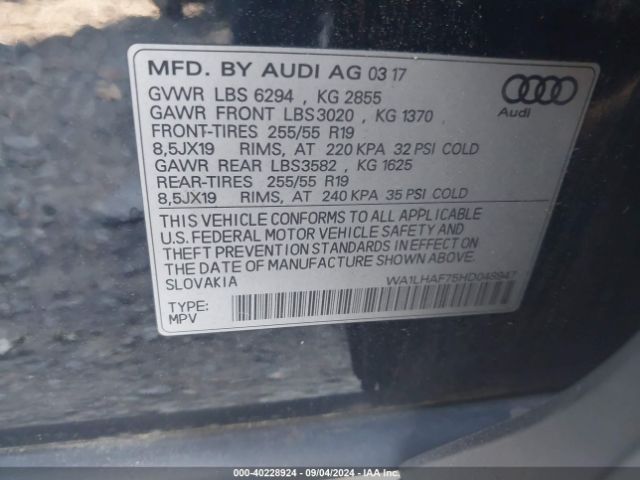 MFD. BY AUDI AG 03 17
GVWR LBS 6294 , KG 2855
GAWR FRONT LBS3020 , KG 1370
FRONT-TIRES 255/55 R19
8,5JX19 RIMS, AT 220 KPA 32 PSI COLD
GAWR REAR LBS3582 , KG 1625
REAR-TIRES 255/55 R19
8,5JX19 RIMS, AT 240 KPA 35 PSI COLD
Audi
THIS VEHICLE CONFORMS TO ALL APPLICABLE
U.S. FEDERAL MOTOR VEHICLE SAFETY AND
THEFT PREVENTION STANDARDS IN EFFECT ON THE
DATE OF MANUFACTURE SHOWN ABOVE.
SLOVAKIA
WA1LHAF75HD048947
TYPE:
MPV
000-40228924 - 09/04/2024 - IAA Inc.